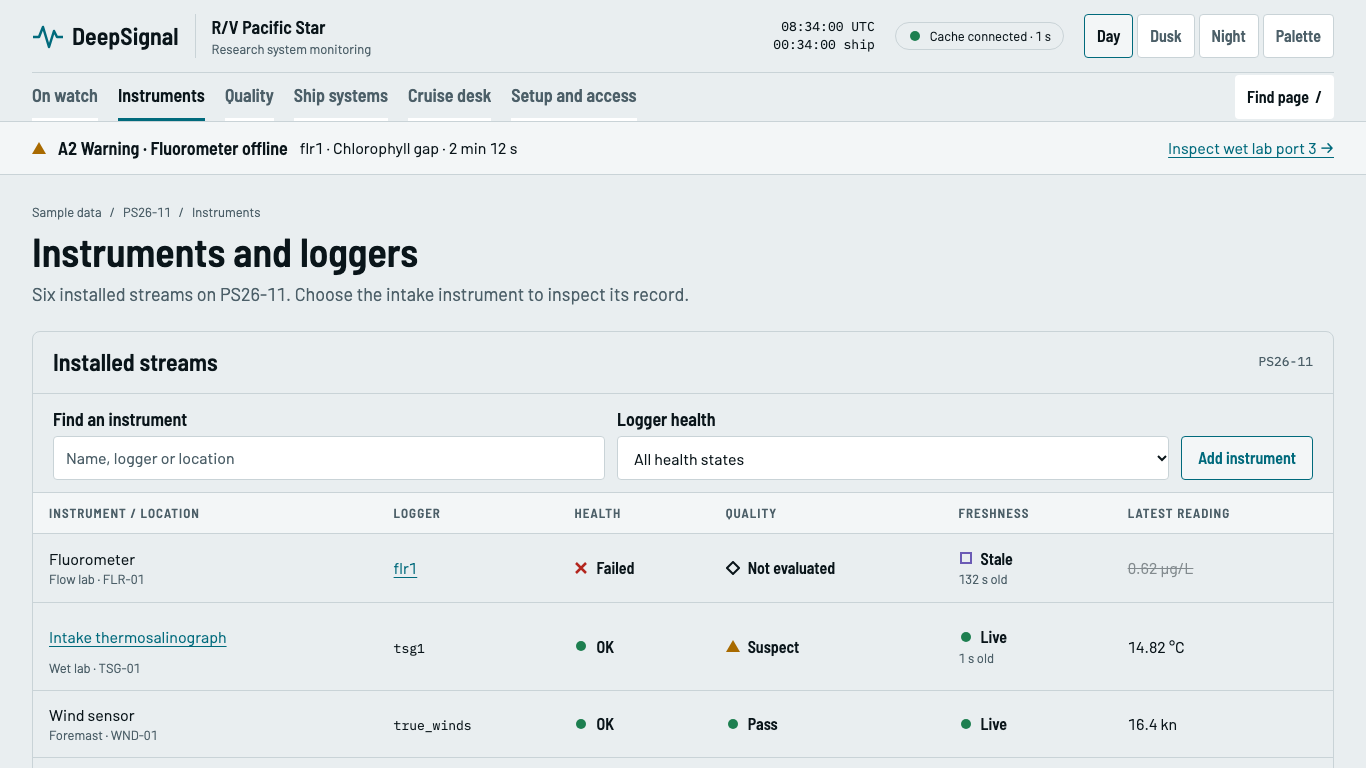 DeepSignal
R/V Pacific Star
Research system monitoring
08:34:00 UTC
00:34:00 ship
Cache connected · 1 s
Day
Dusk
Night
Palette
On watch
Instruments
Quality
Ship systems
Cruise desk
Setup and access
Find page /
A2 Warning · Fluorometer offline
flr1 · Chlorophyll gap · 2 min 12 s
Inspect wet lab port 3 →
Sample data / PS26-11 / Instruments
Instruments and loggers
Six installed streams on PS26-11. Choose the intake instrument to inspect its record.
Installed streams
PS26-11
Find an instrument
Name, logger or location
Logger health
All health states
Add instrument
INSTRUMENT / LOCATION
LOGGER
HEALTH
QUALITY
FRESHNESS
LATEST READING
Fluorometer
Flow lab · FLR-01
flr1
Failed
Not evaluated
Stale
132 s old
0.62 µg/L
Intake thermosalinograph
Wet lab · TSG-01
tsg1
OK
Suspect
Live
1 s old
14.82 °C
Wind sensor
Foremast · WND-01
true_winds
OK
Pass
Live
16.4 kn